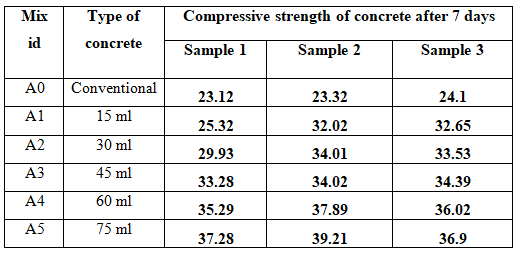 Mix id Type of concrete Compressive strength of concrete after 7 days
Sample 1 Sample 2 Sample 3
A0 Conventional 23.12 23.32 24.1
A1 15 ml 25.32 32.02 32.65
A2 30 ml 29.93 34.01 33.53
A3 45 ml 33.28 34.02 34.39
A4 60 ml 35.29 37.89 36.02
A5 75 ml 37.28 39.21 36.9